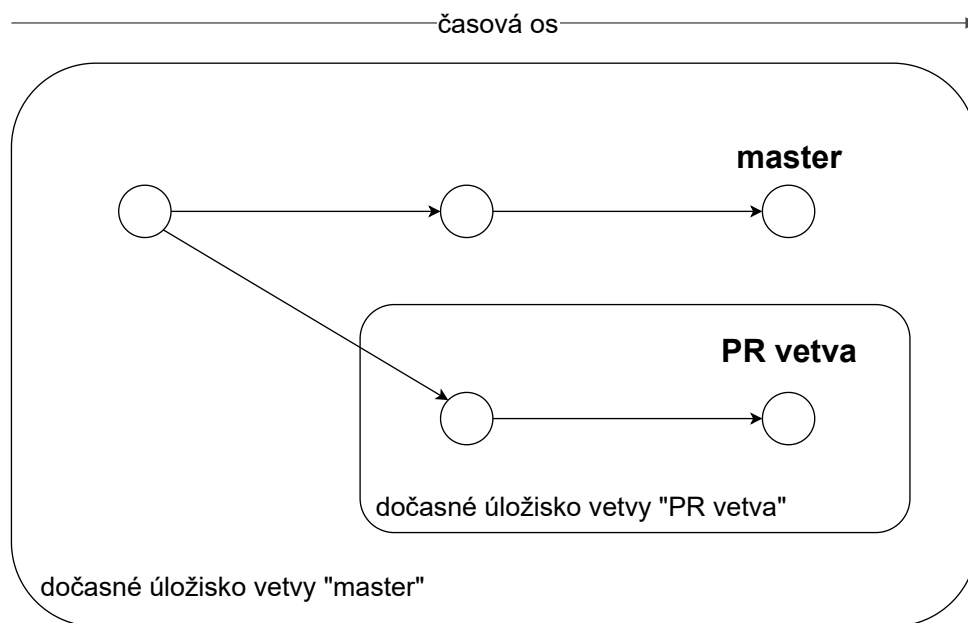 časová os
master
PR vetva
dočasné úložisko vetvy "PR vetva"
dočasné úložisko vetvy "master"